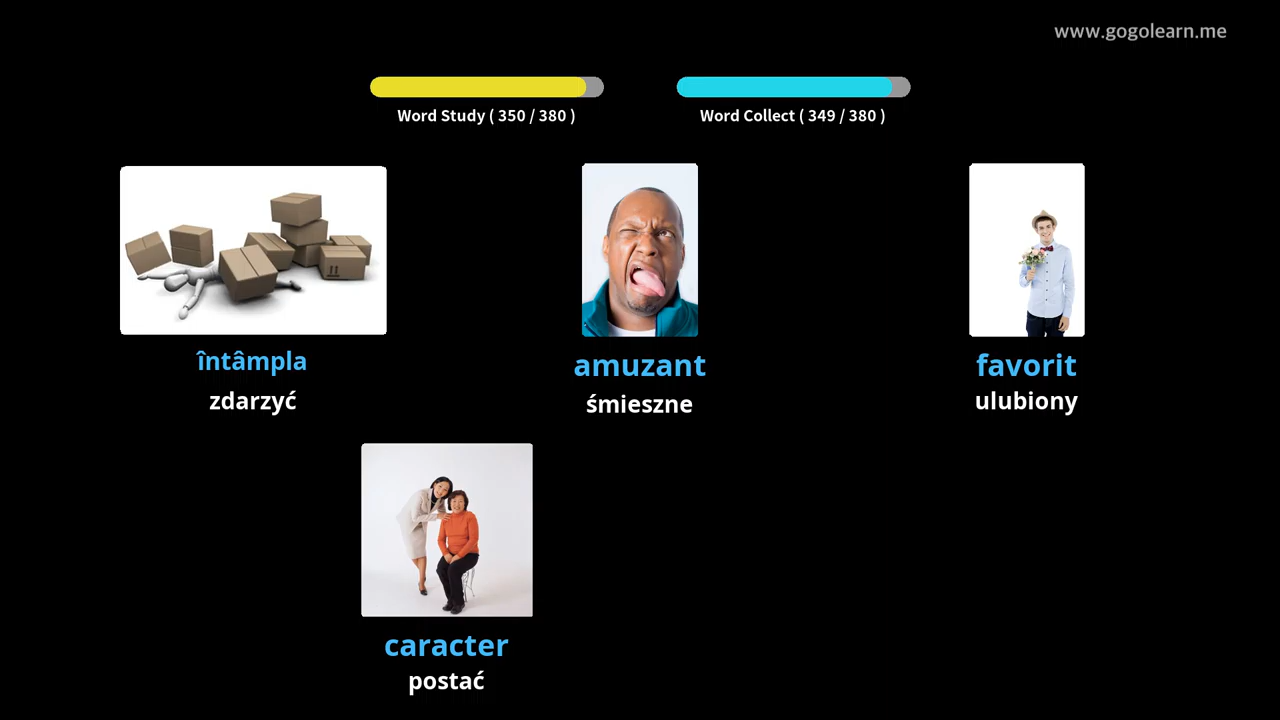 www.gogolearn.me
Word Study ( 350 / 380 )
Word Collect ( 349 / 380 )
întâmpla
zdarzyć
amuzant
śmieszne
favorit
ulubiony
caracter
postać